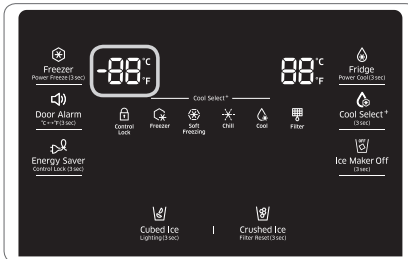 -88°C
°F
88°C
°F
Freezer
Power Freeze(3 sec)
Fridge
Power Cool(3 sec)
Cool Select+
Door Alarm
°C↔°F(3 sec)
Control
Lock
Freezer
Soft
Freezing
Chill
Cool
Filter
Cool Select+
(3 sec)
Energy Saver
Control Lock (3 sec)
OFF
Ice Maker Off
(3 sec)
Cubed Ice
Lighting(3 sec)
Crushed Ice
Filter Reset(3 sec)